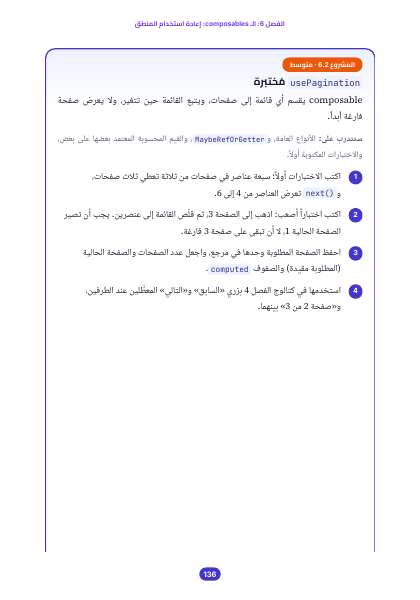 الفصل 6: الـ composables: إعادة استخدام المنطق
المشروع 6.2 · متوسط
usePagination مُختبَرة
composable يقسم أي قائمة إلى صفحات، ويتبع القائمة حين تتغير، ولا يعرض صفحة
فارغة أبداً.
ستتدرب على: الأنواع العامة، و MaybeRefOrGetter، والقيم المحسوبة المعتمد بعضها على بعض،
والاختبارات المكتوبة أولاً.
1 اكتب الاختبارات أولاً: سبعة عناصر في صفحات من ثلاثة تعطي ثلاث صفحات،
و next() تعرض العناصر من 4 إلى 6.
2 اكتب اختباراً أصعب: اذهب إلى الصفحة 3، ثم قلّص القائمة إلى عنصرين. يجب أن تصير
الصفحة الحالية 1، لا أن تبقى على صفحة 3 فارغة.
3 احفظ الصفحة المطلوبة وحدها في مرجع، واجعل عدد الصفحات والصفحة الحالية
(المطلوبة مقيدة) والصفوف computed.
4 استخدمها في كتالوج الفصل 4 بزري «السابق» و«التالي» المعطّلين عند الطرفين،
و«صفحة 2 من 3» بينهما.
136